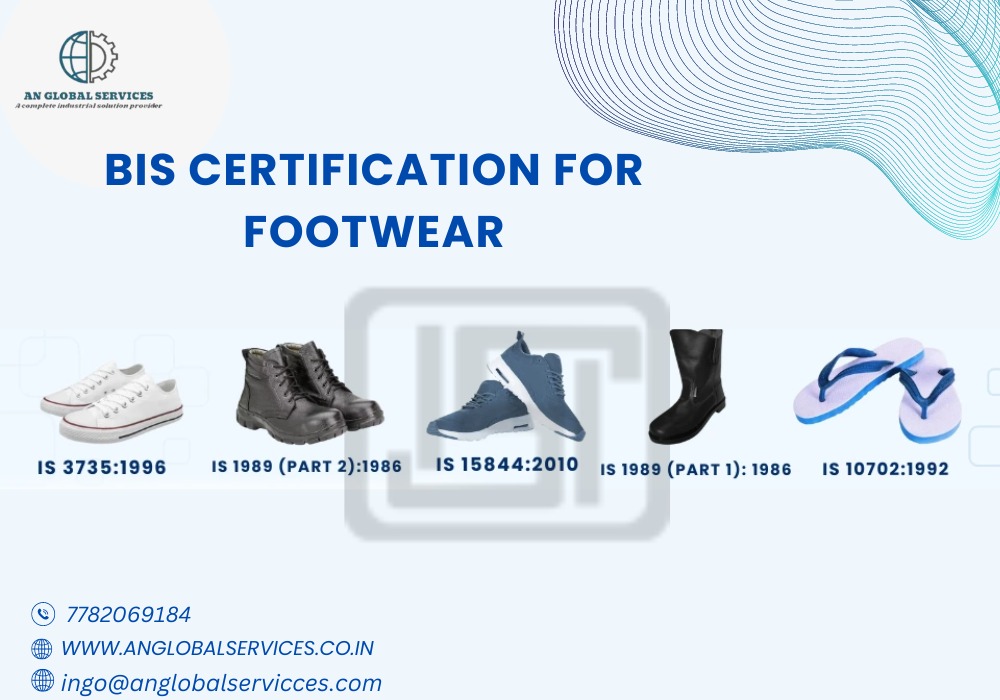 AN GLOBAL SERVICES
A complete industrial solution provider
BIS CERTIFICATION FOR
FOOTWEAR
IS 3735:1996
IS 1989 (PART 2):1986
IS 15844:2010
IS 1989 (PART 1): 1986
IS 10702:1992
7782069184
WWW.ANGLOBALSERVICES.CO.IN
ingo@anglobalservicces.com